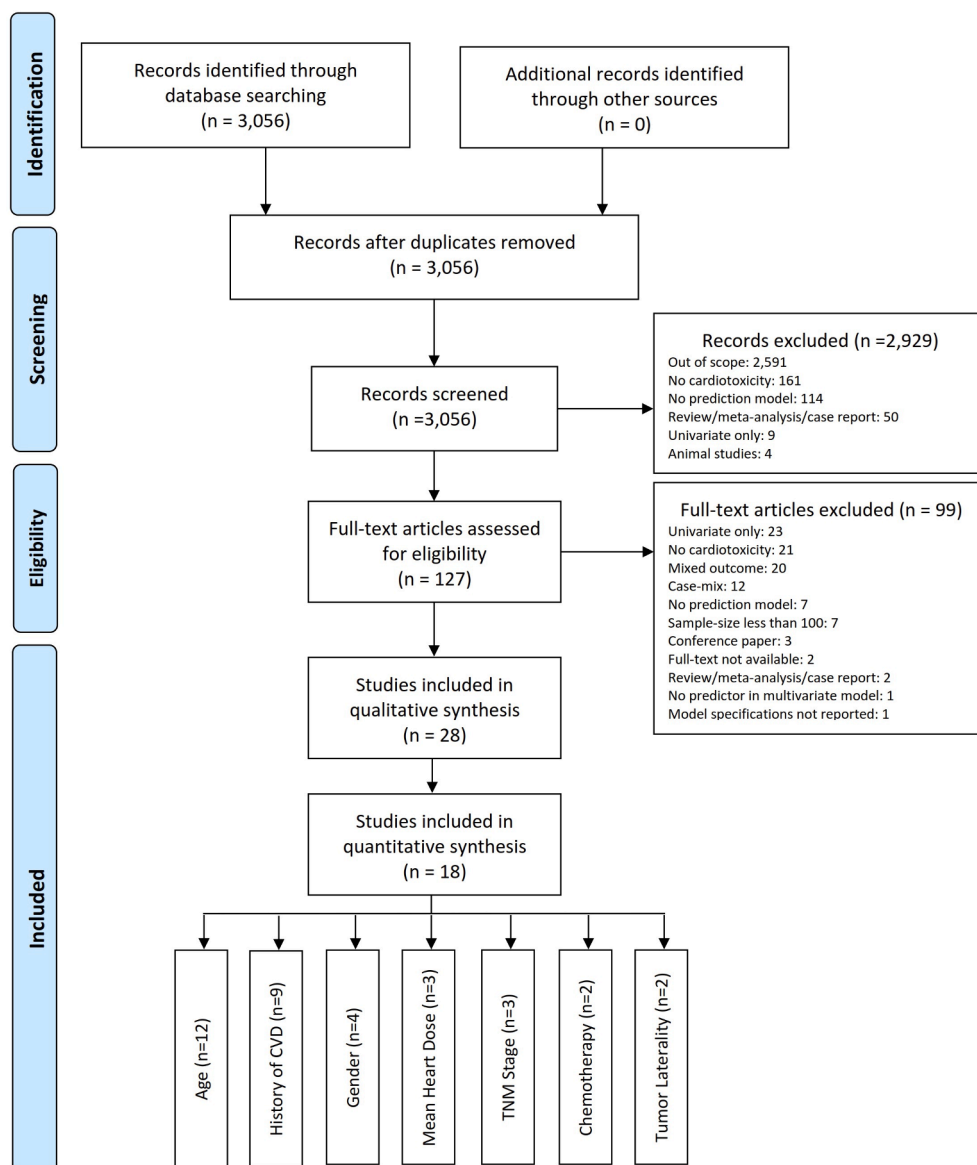 Identification
Records identified through
database searching
(n = 3,056)
Additional records identified
through other sources
(n = 0)
Screening
Records after duplicates removed
(n = 3,056)
Records screened
(n =3,056)
Records excluded (n =2,929)
Out of scope: 2,591
No cardiotoxicity: 161
No prediction model: 114
Review/meta-analysis/case report: 50
Univariate only: 9
Animal studies: 4
Eligibility
Full-text articles assessed
for eligibility
(n = 127)
Full-text articles excluded (n = 99)
Univariate only: 23
No cardiotoxicity: 21
Mixed outcome: 20
Case-mix: 12
No prediction model: 7
Sample-size less than 100: 7
Conference paper: 3
Full-text not available: 2
Review/meta-analysis/case report: 2
No predictor in multivariate model: 1
Model specifications not reported: 1
Included
Studies included in
qualitative synthesis
(n = 28)
Studies included in
quantitative synthesis
(n = 18)
Age (n=12)
History of CVD (n=9)
Gender (n=4)
Mean Heart Dose (n=3)
TNM Stage (n=3)
Chemotherapy (n=2)
Tumor Laterality (n=2)